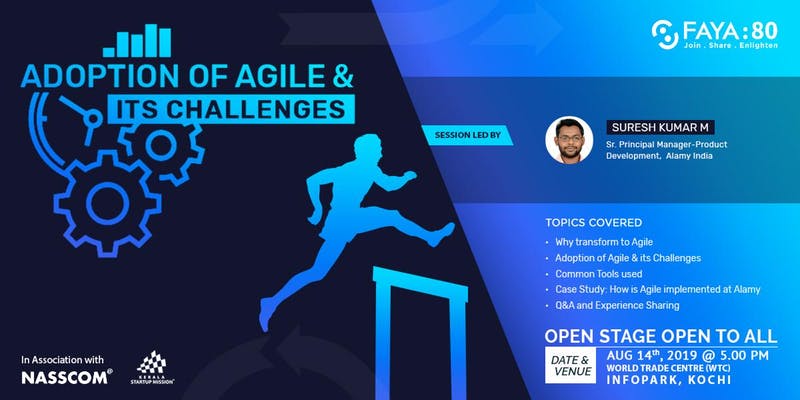 ADOPTION OF AGILE &
ITS CHALLENGES
FAYA:80
Join . Share . Enlighten
SESSION LED BY
SURESH KUMAR M
Sr. Principal Manager-Product
Development, Alamy India
TOPICS COVERED
• Why transform to Agile
• Adoption of Agile & its Challenges
• Common Tools used
• Case Study: How is Agile implemented at Alamy
• Q&A and Experience Sharing
OPEN STAGE OPEN TO ALL
DATE &
VENUE
AUG 14th, 2019 @ 5.00 PM
WORLD TRADE CENTRE (WTC)
INFOPARK, KOCHI
In Association with
NASSCOM®
KERALA
STARTUP MISSION